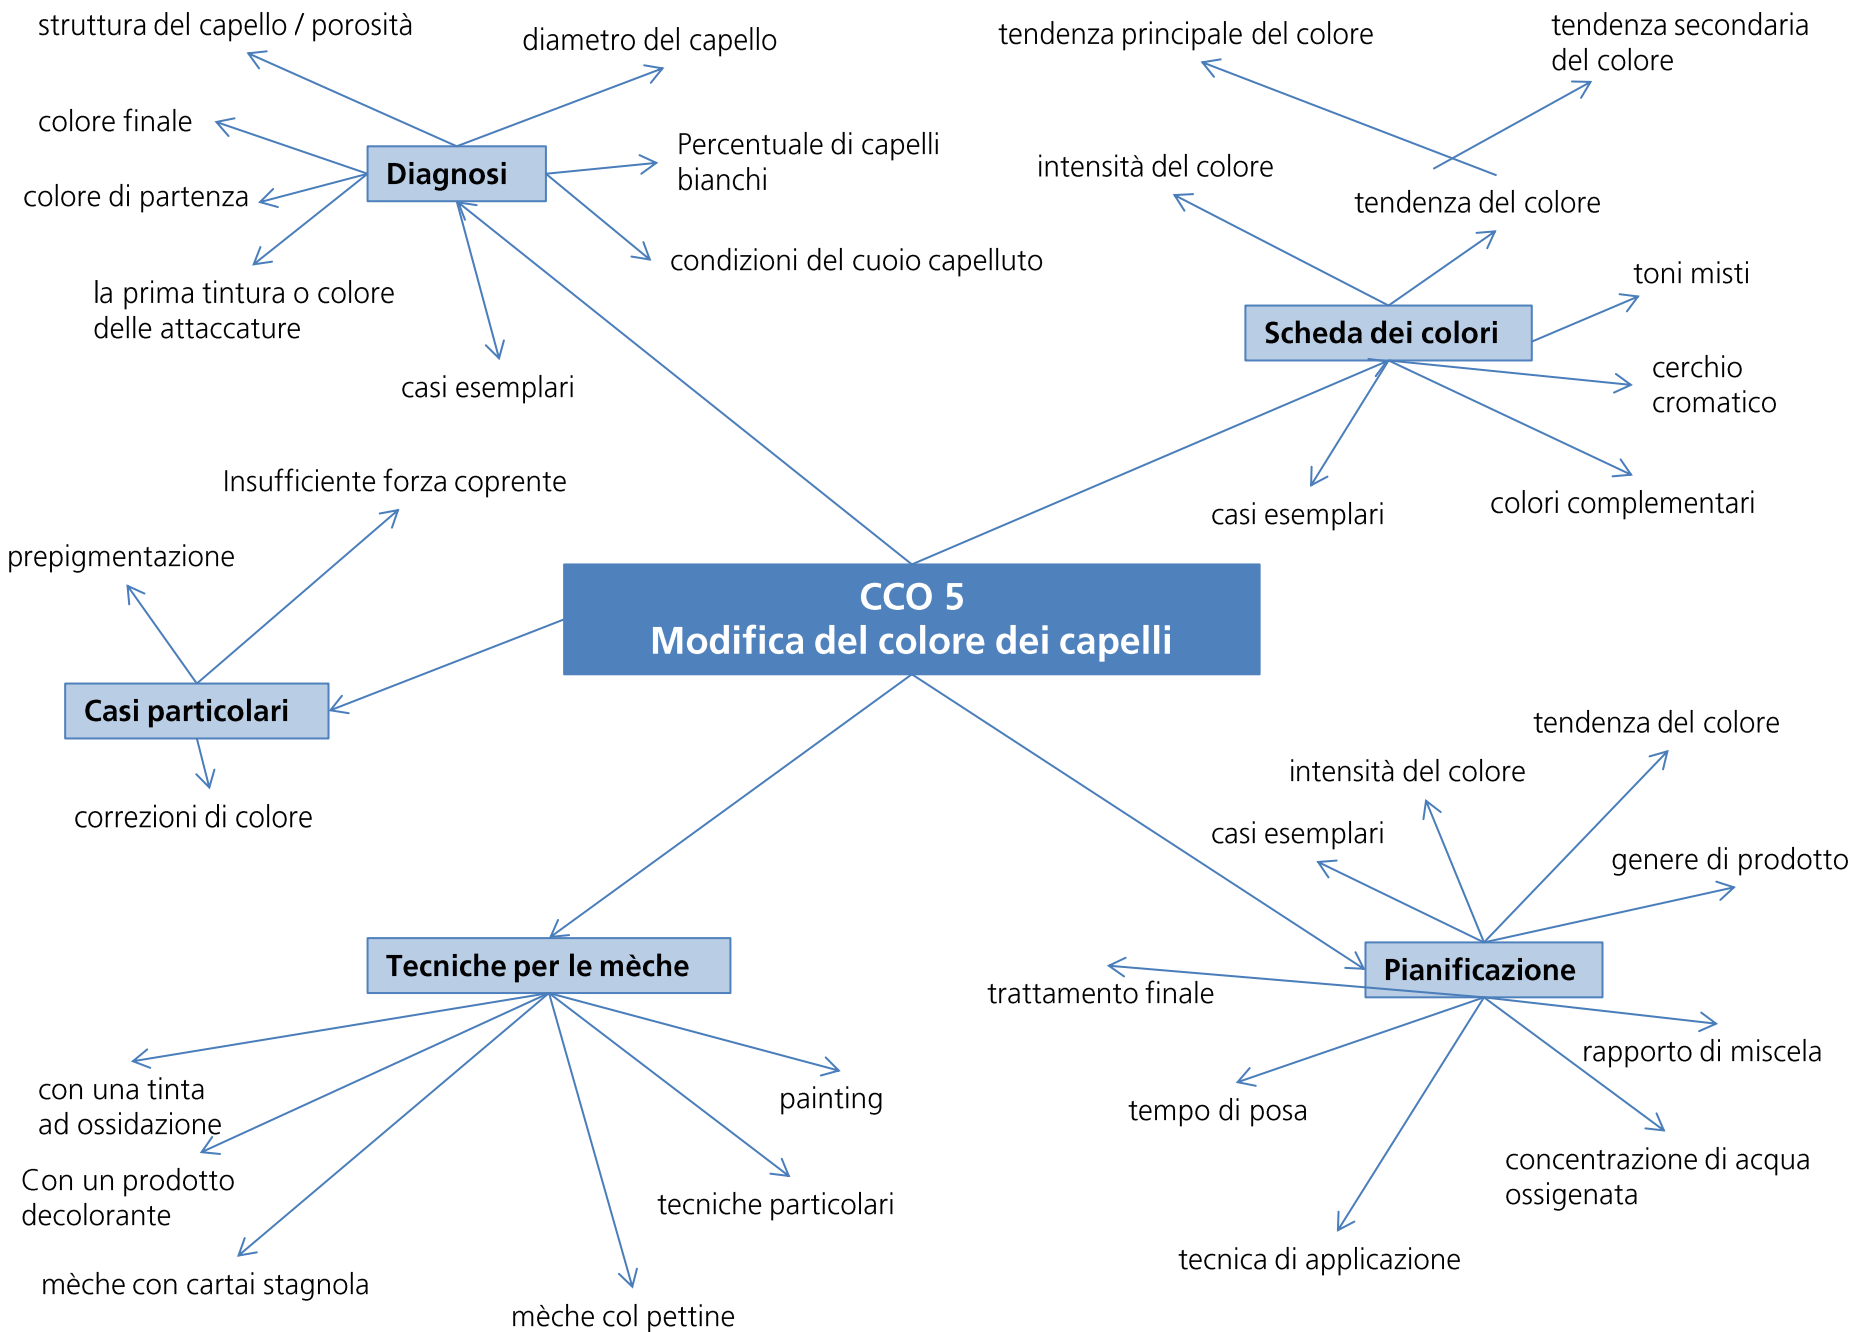 struttura del capello / porosità
diametro del capello
colore finale
Percentuale di capelli
bianchi
Diagnosi
colore di partenza
condizioni del cuoio capelluto
la prima tintura o colore
delle attaccature
casi esemplari
tendenza principale del colore
tendenza secondaria
del colore
intensità del colore
tendenza del colore
toni misti
Scheda dei colori
cerchio
cromatico
casi esemplari
colori complementari
Insufficiente forza coprente
prepigmentazione
CCO 5
Modifica del colore dei capelli
Casi particolari
correzioni di colore
tendenza del colore
intensità del colore
casi esemplari
genere di prodotto
Pianificazione
trattamento finale
rapporto di miscela
tempo di posa
concentrazione di acqua
ossigenata
tecnica di applicazione
Tecniche per le mèche
con una tinta
ad ossidazione
painting
Con un prodotto
decolorante
tecniche particolari
mèche con cartai stagnola
mèche col pettine